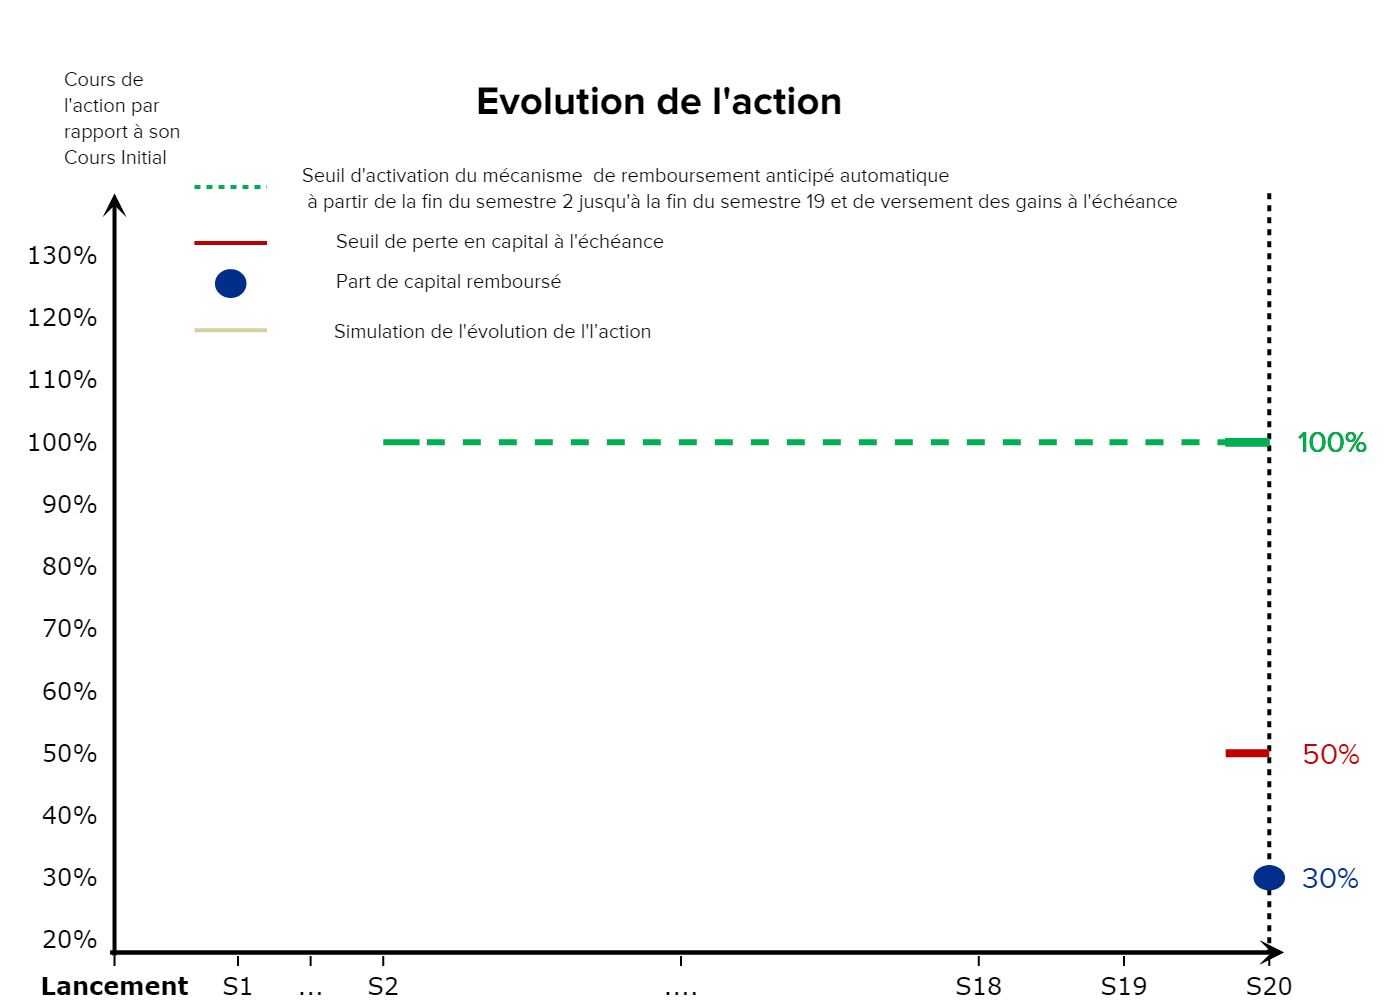 Cours de
l'action par
rapport à son
Cours Initial
Evolution de l'action
Seuil d'activation du mécanisme  de remboursement anticipé automatique
à partir de la fin du semestre 2 jusqu'à la fin du semestre 19 et de versement des gains à l'échéance
Seuil de perte en capital à l'échéance
Part de capital remboursé
Simulation de l'évolution de l'l’action
130%
120%
110%
100%
100%
90%
80%
70%
60%
50%
50%
40%
30%
30%
20%
Lancement S1 ... S2 .... S18 S19 S20